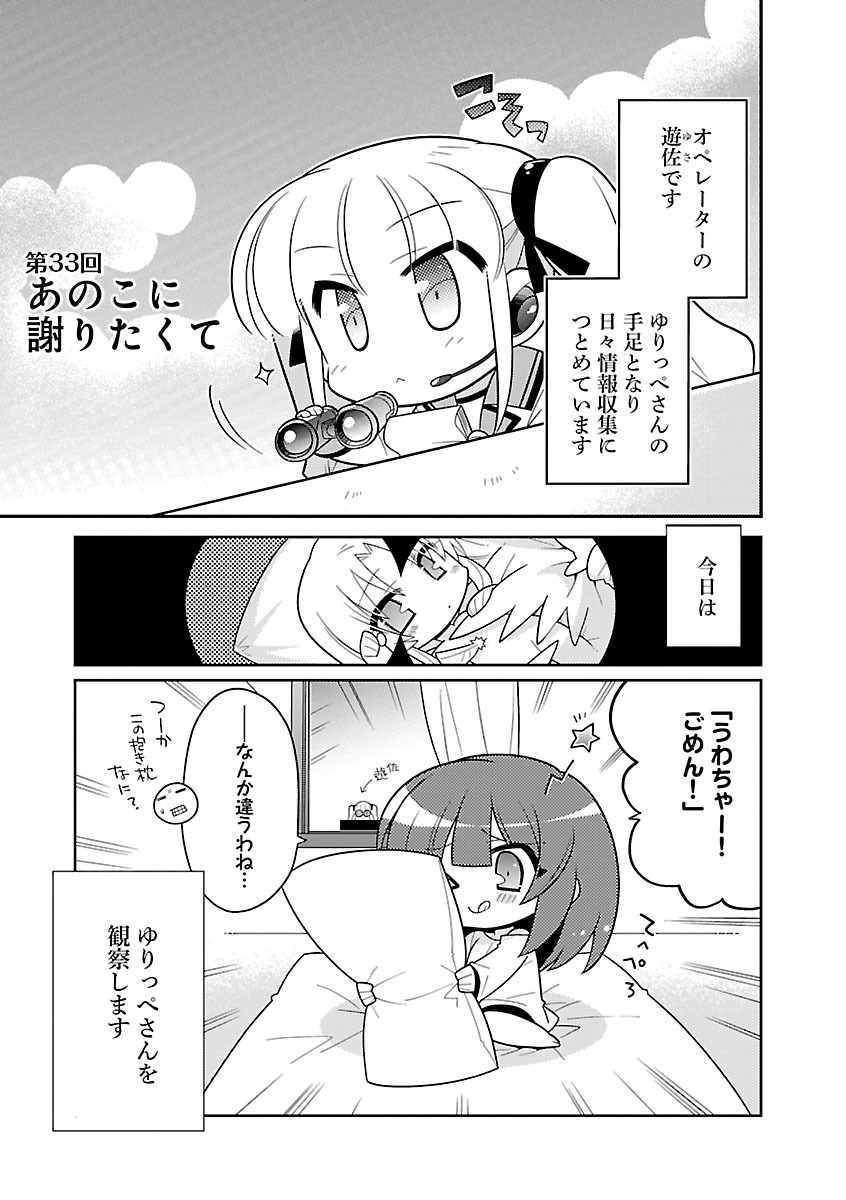 こそっ
オペレーターの
遊佐です
ゆさ
ゆりっぺさんの
手足となり
日々情報収集に
つとめています
第33回
あのこに
謝りたくて
今日は
「うわちゃー！
ごめん！」
てへぺろ
遊佐
―なんか違うわね…
つーか
この抱き枕
なに？
ゆりっぺさんを
観察します